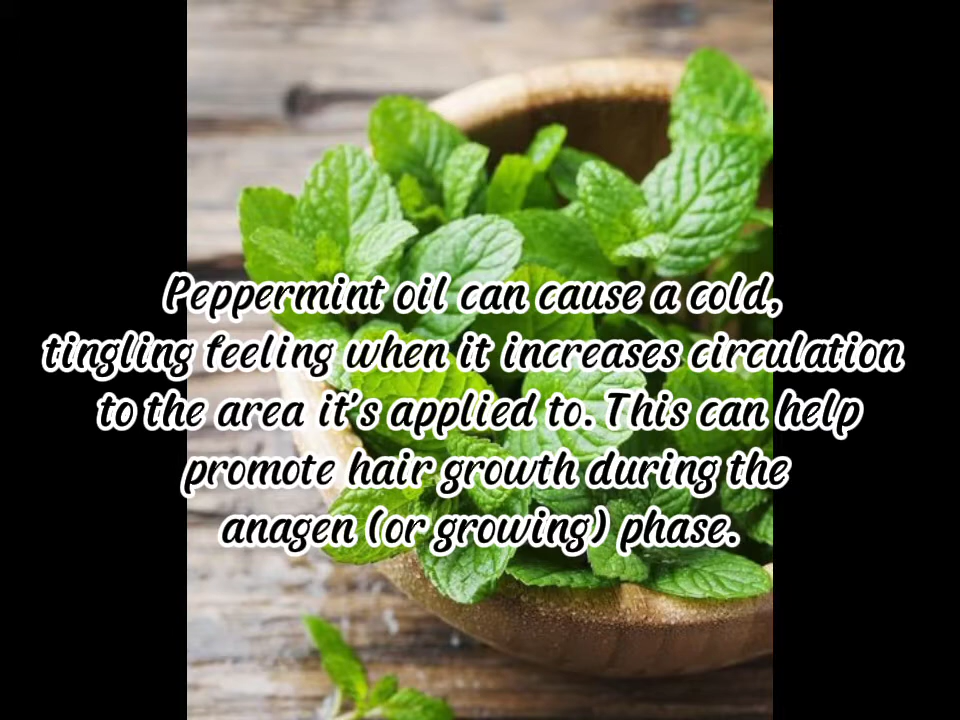 Peppermint oil can cause a cold,
tingling feeling when it increases circulation
to the area it's applied to. This can help
promote hair growth during the
anagen (or growing) phase.